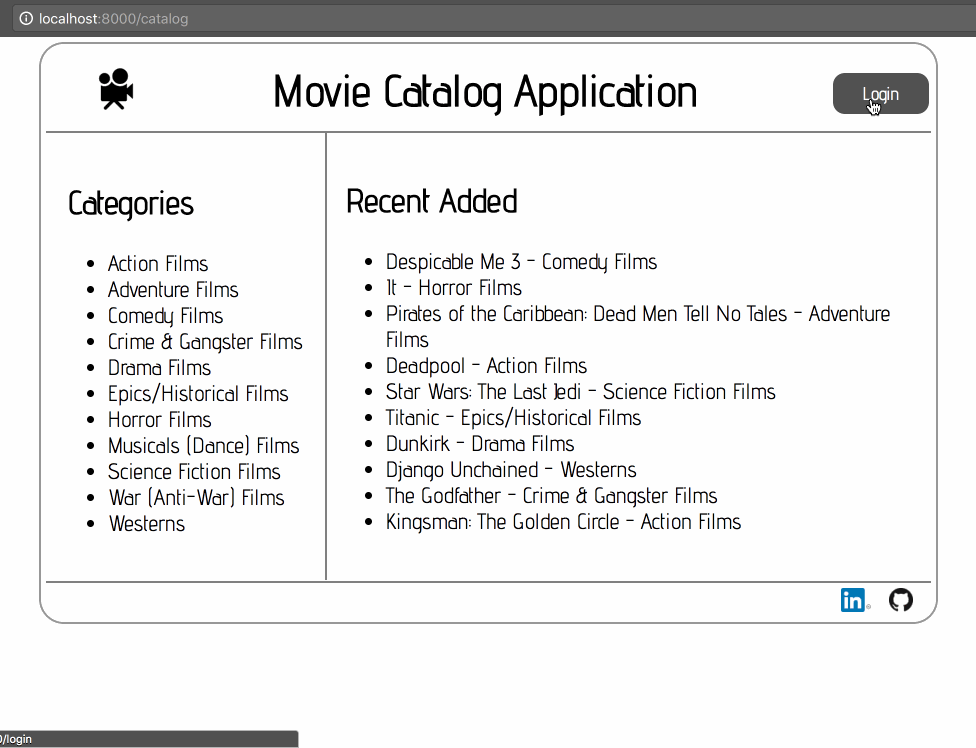 localhost:8000/catalog
Movie Catalog Application
Login
Categories
Action Films
Adventure Films
Comedy Films
Crime & Gangster Films
Drama Films
Epics/Historical Films
Horror Films
Musicals (Dance) Films
Science Fiction Films
War (Anti-War) Films
Westerns
Recent Added
Despicable Me 3 - Comedy Films
It - Horror Films
Pirates of the Caribbean: Dead Men Tell No Tales - Adventure
Films
Deadpool - Action Films
Star Wars: The Last Jedi - Science Fiction Films
Titanic - Epics/Historical Films
Dunkirk - Drama Films
Django Unchained - Westerns
The Godfather - Crime & Gangster Films
Kingsman: The Golden Circle - Action Films
in
0/login